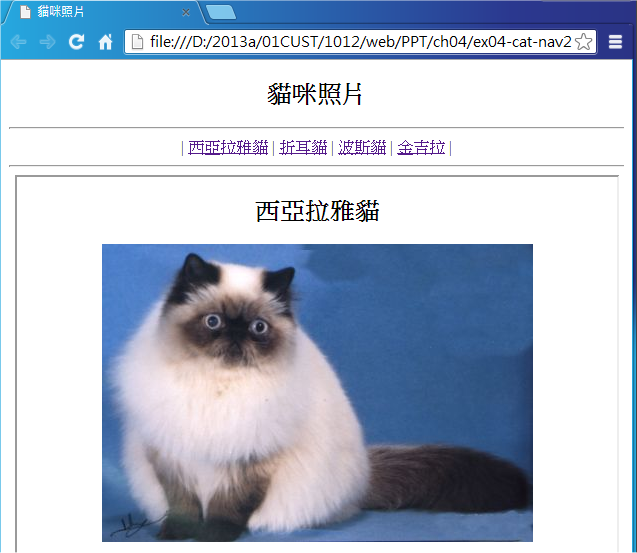 貓咪照片
file:///D:/2013a/01CUST/1012/web/PPT/ch04/ex04-cat-nav2
貓咪照片
| 西亞拉雅貓 | 折耳貓 | 波斯貓 | 金吉拉 |
西亞拉雅貓